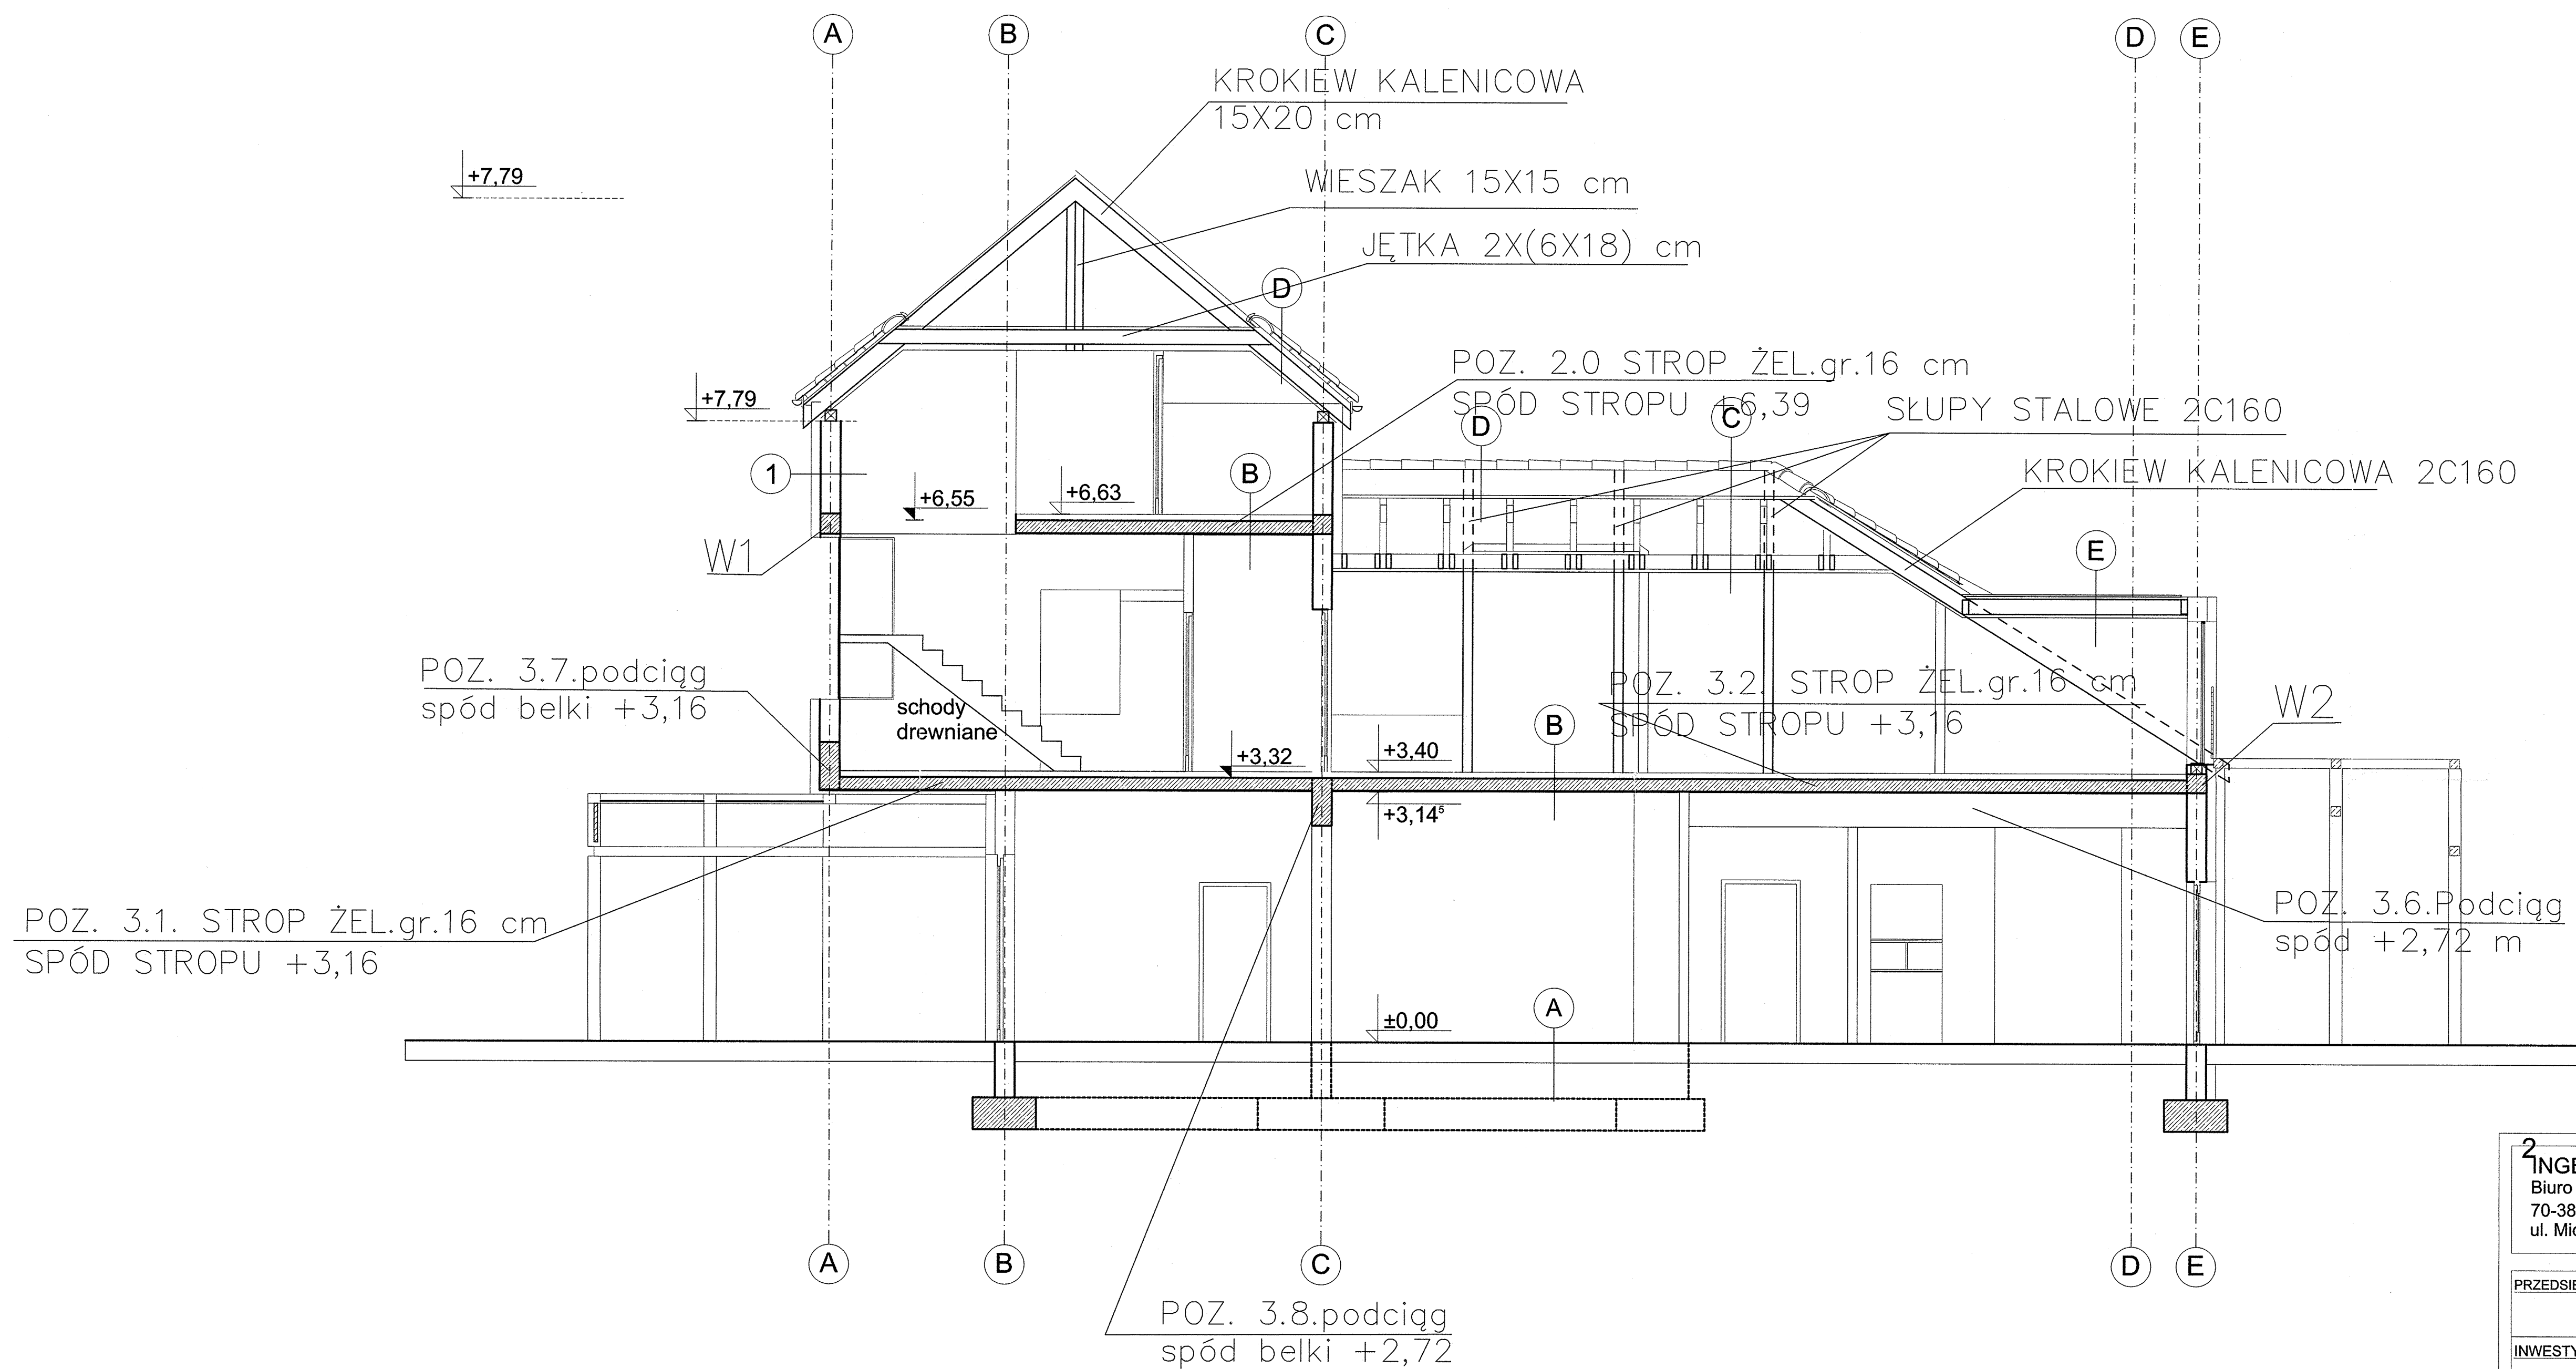 A
B
C
D
E
KROKIEW KALENICOWA
15X20 cm
+7,79
WIESZAK 15X15 cm
JĘTKA 2X(6X18) cm
D
POZ. 2.0 STROP ŻEL.gr.16 cm
SPÓD STROPU +6,39
+7,79
SŁUPY STALOWE 2C160
D
C
KROKIEW KALENICOWA 2C160
1
B
+6,55
+6,63
W1
E
POZ. 3.7.podciąg
spód belki +3,16
schody
drewniane
POZ. 3.2. STROP ŻEL.gr.16 cm
SPÓD STROPU +3,16
W2
B
+3,32
+3,40
+3,14⁵
POZ. 3.1. STROP ŻEL.gr.16 cm
SPÓD STROPU +3,16
POZ. 3.6.Podciąg
spód +2,72 m
A
±0,00
2
Biuro
70-38
A
B
C
D
E
POZ. 3.8.podciąg
spód belki +2,72